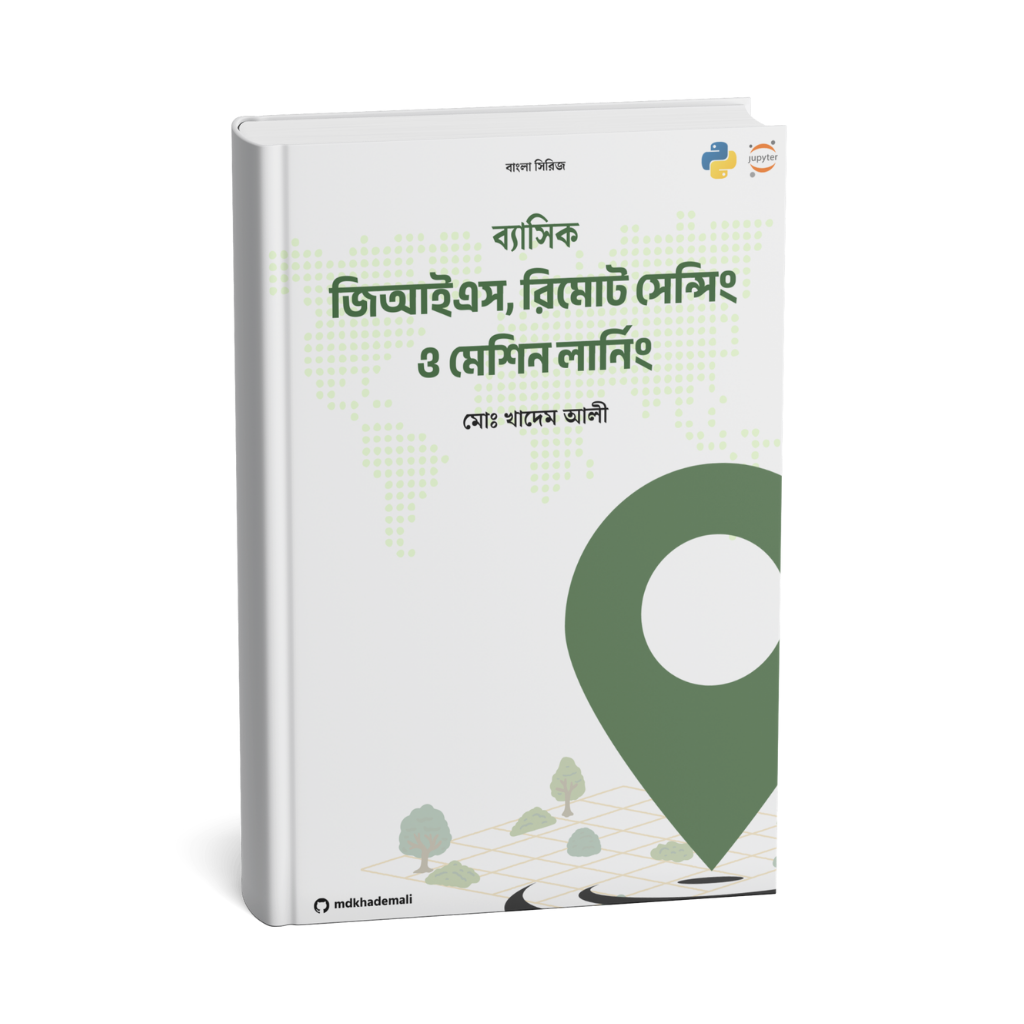 বাংলা সিরিজ
jupyter
ব্যাসিক
জিআইএস, রিমোট সেন্সিং
ও মেশিন লার্নিং
মোঃ খাদেম আলী
mdkhademali